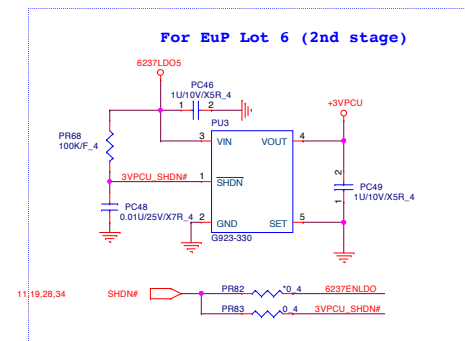 For EuP Lot 6 (2nd stage)
6237LDO5
PC46
1U/10V/X5R_4
1 2
+3VPCU
PU3
PR68
100K/F_4
3 VIN VOUT 4
3VPCU_SHDN# 1 SHDN
2
PC49
1U/10V/X5R_4
1
PC48
0.01U/25V/X7R_4
2 GND SET 5
G923-330
11,19,28,34 SHDN# PR82 *0_4 6237ENLDO
PR83 0_4 3VPCU_SHDN#